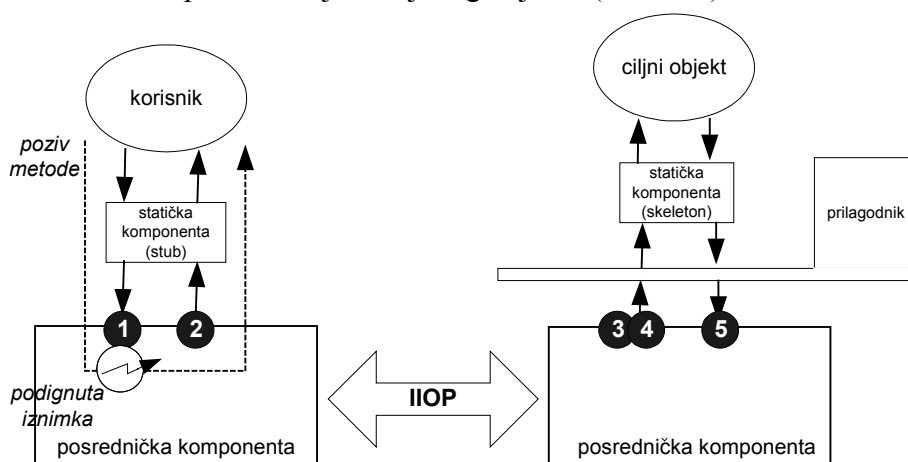 korisnik
poziv
metode
statička
komponenta
(stub)
1
2
podignuta
iznimka
posrednička komponenta
IIOP
ciljni objekt
statička
komponenta
(skeleton)
prilagodnik
3
4
5
posrednička komponenta